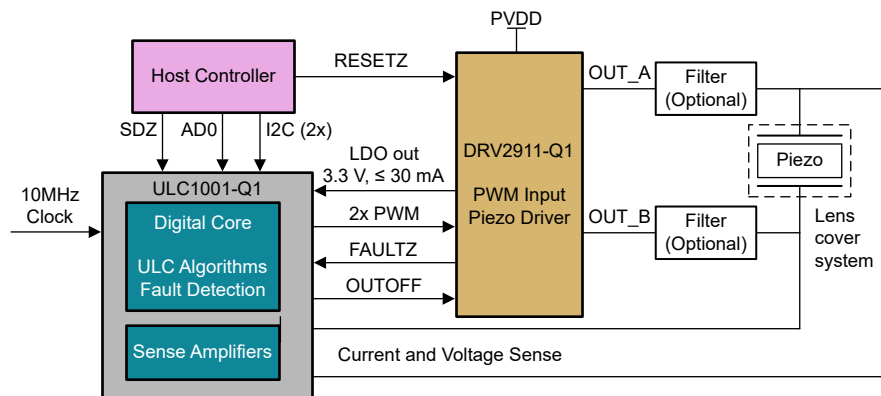 PVDD
Host Controller
RESETZ
OUT_A
Filter
(Optional)
SDZ
AD0
I2C (2x)
LDO out
3.3 V, ≤ 30 mA
DRV2911-Q1
PWM Input
Piezo Driver
Piezo
ULC1001-Q1
10MHz
Clock
Digital Core
ULC Algorithms
Fault Detection
2x PWM
FAULTZ
OUTOFF
OUT_B
Filter
(Optional)
Lens
cover
system
Sense Amplifiers
Current and Voltage Sense